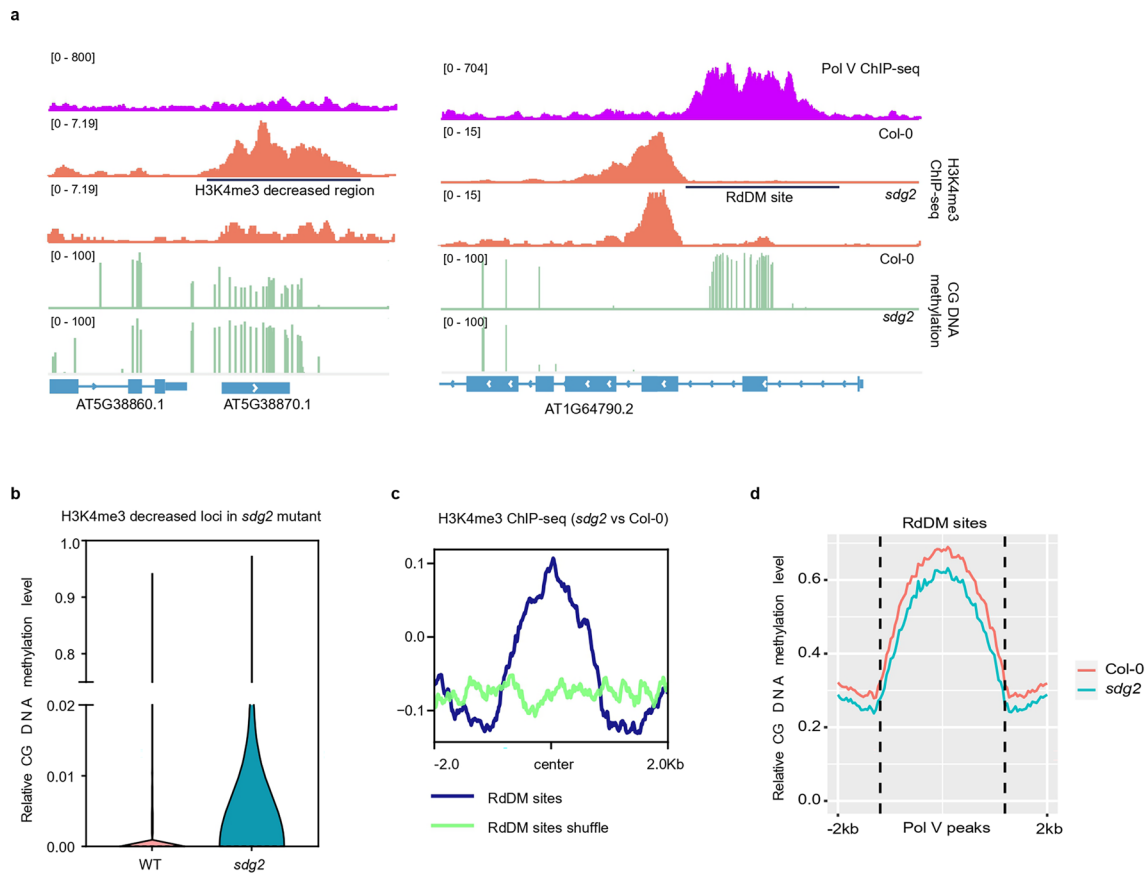 a
[0 - 800]
[0 - 7.19]
H3K4me3 decreased region
[0 - 7.19]
[0 - 100]
[0 - 100]
AT5G38860.1
AT5G38870.1
[0 - 704]
Pol V ChIP-seq
[0 - 15]
Col-0
RdDM site
sdg2
[0 - 15]
H3K4me3
ChIP-seq
[0 - 100]
Col-0
sdg2
[0 - 100]
CG DNA
methylation
AT1G64790.2
b
H3K4me3 decreased loci in sdg2 mutant
Relative CG DNA methylation level
1.0
0.9
0.8
0.02
0.01
0.00
WT
sdg2
c
H3K4me3 ChIP-seq (sdg2 vs Col-0)
0.1
0.0
−0.1
-2.0
center
2.0Kb
RdDM sites
RdDM sites shuffle
d
RdDM sites
Relative CG DNA methylation level
0.6
0.4
0.2
0.0
-2kb
Pol V peaks
2kb
Col-0
sdg2